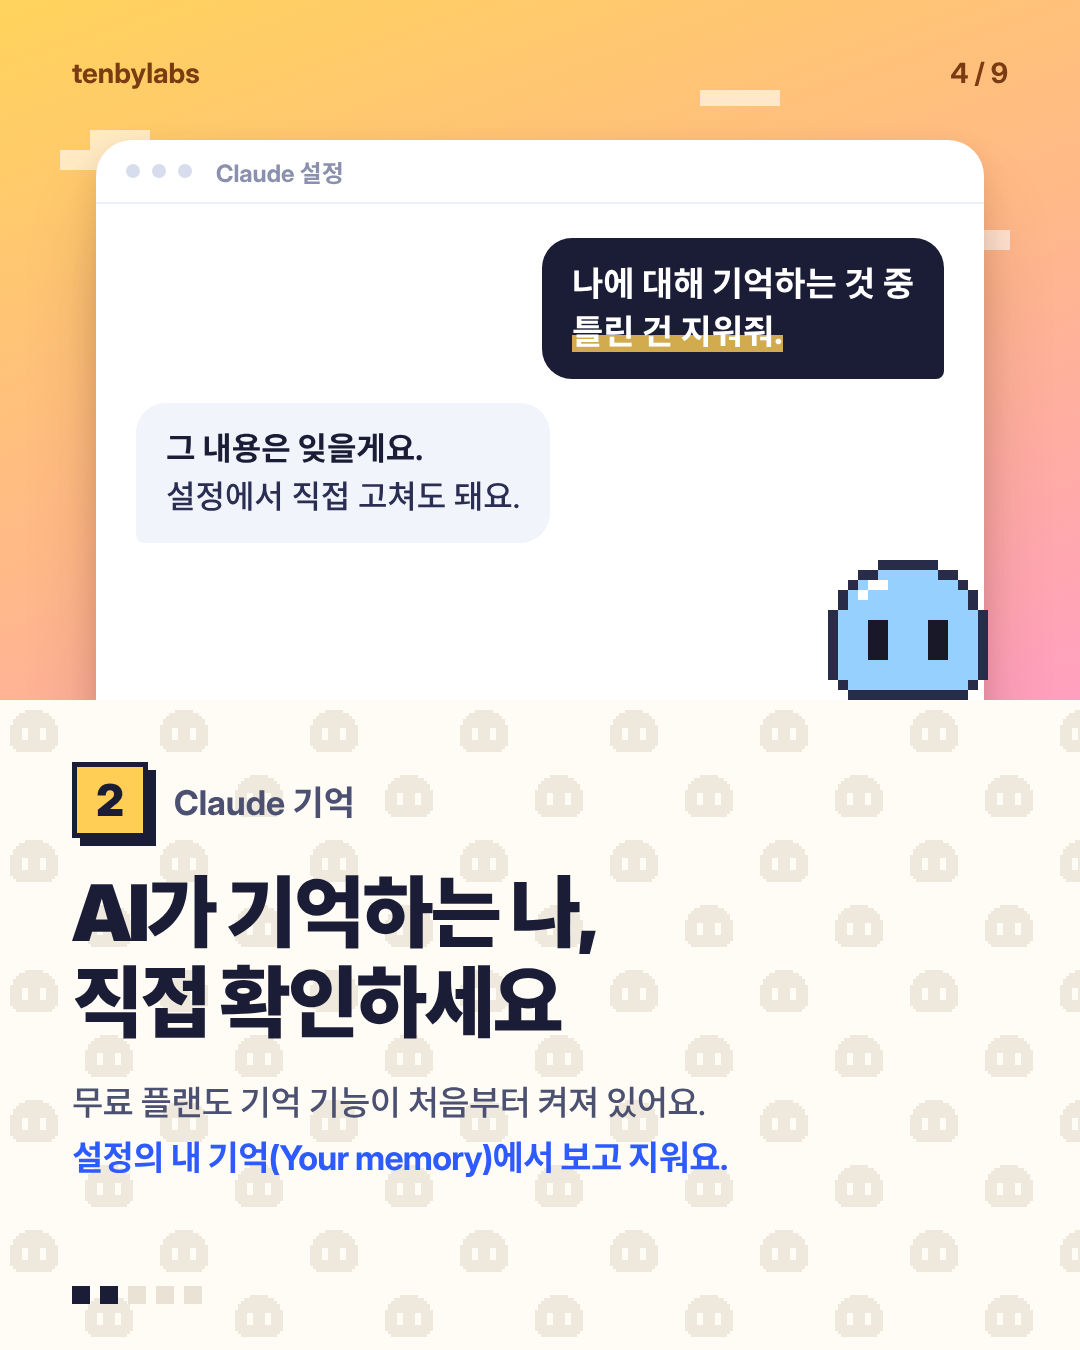 tenbylabs
4 / 9
Claude 설정
나에 대해 기억하는 것 중
틀린 건 지워줘.
그 내용은 잊을게요.
설정에서 직접 고쳐도 돼요.
2
Claude 기억
AI가 기억하는 나,
직접 확인하세요
무료 플랜도 기억 기능이 처음부터 켜져 있어요.
설정의 내 기억(Your memory)에서 보고 지워요.